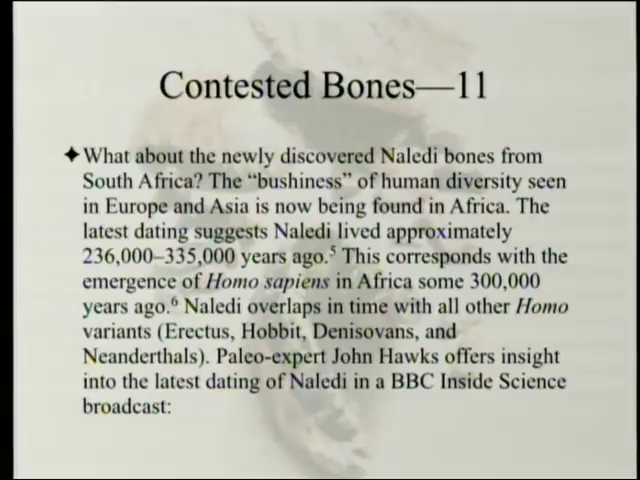 Contested Bones—11
✦What about the newly discovered Naledi bones from
South Africa? The “bushiness” of human diversity seen
in Europe and Asia is now being found in Africa. The
latest dating suggests Naledi lived approximately
236,000–335,000 years ago.⁵ This corresponds with the
emergence of Homo sapiens in Africa some 300,000
years ago.⁶ Naledi overlaps in time with all other Homo
variants (Erectus, Hobbit, Denisovans, and
Neanderthals). Paleo-expert John Hawks offers insight
into the latest dating of Naledi in a BBC Inside Science
broadcast: